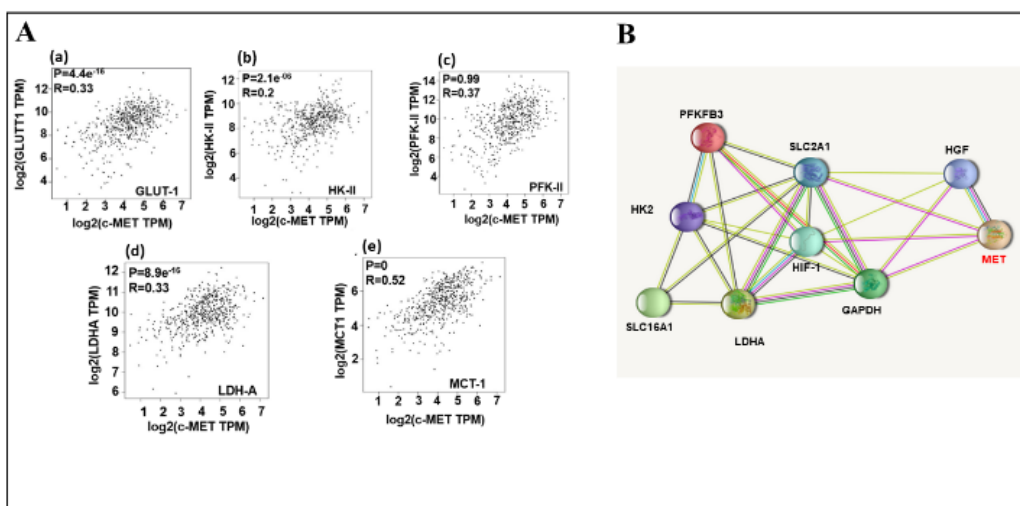 A
(a)
P=4.4e-16
R=0.33
log2(GLUTT1 TPM)
12
10
8
6
4
1 2 3 4 5 6 7
GLUT-1
log2(c-MET TPM)
(b)
P=2.1e-06
R=0.2
log2(HK-II TPM)
12
10
8
6
4
1 2 3 4 5 6 7
HK-II
log2(c-MET TPM)
(c)
P=0.99
R=0.37
log2(PFK-II TPM)
14
12
10
8
6
4
1 2 3 4 5 6 7
PFK-II
log2(c-MET TPM)
(d)
P=8.9e-16
R=0.33
log2(LDHA TPM)
12
11
10
9
8
7
6
1 2 3 4 5 6 7
LDH-A
log2(c-MET TPM)
(e)
P=0
R=0.52
log2(MCT1 TPM)
6
4
2
1 2 3 4 5 6 7
MCT-1
log2(c-MET TPM)
B
PFKFB3
SLC2A1
HGF
HK2
HIF-1
MET
SLC16A1
LDHA
GAPDH